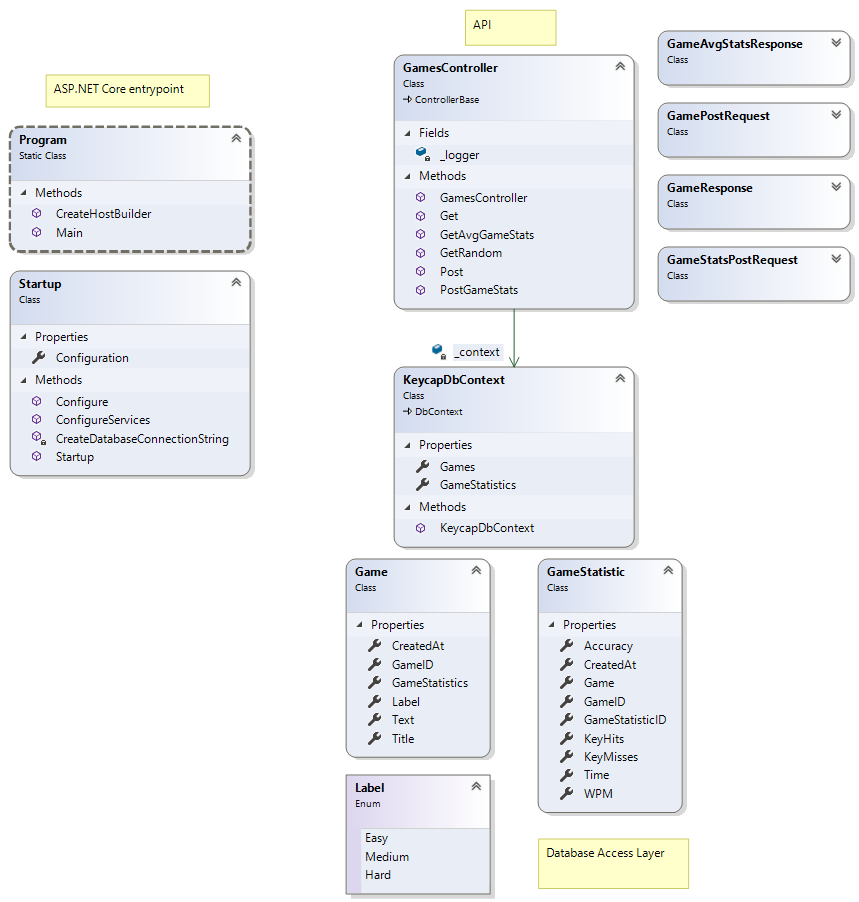 ASP.NET Core entrypoint
Program
Static Class
Methods
CreateHostBuilder
Main
Startup
Class
Properties
Configuration
Methods
Configure
ConfigureServices
CreateDatabaseConnectionString
Startup
API
GamesController
Class
ControllerBase
Fields
_logger
Methods
GamesController
Get
GetAvgGameStats
GetRandom
Post
PostGameStats
_context
KeycapDbContext
Class
DbContext
Properties
Games
GameStatistics
Methods
KeycapDbContext
GameAvgStatsResponse
Class
GamePostRequest
Class
GameResponse
Class
GameStatsPostRequest
Class
Game
Class
Properties
CreatedAt
GameID
GameStatistics
Label
Text
Title
Label
Enum
Easy
Medium
Hard
GameStatistic
Class
Properties
Accuracy
CreatedAt
Game
GameID
GameStatisticID
KeyHits
KeyMisses
Time
WPM
Database Access Layer